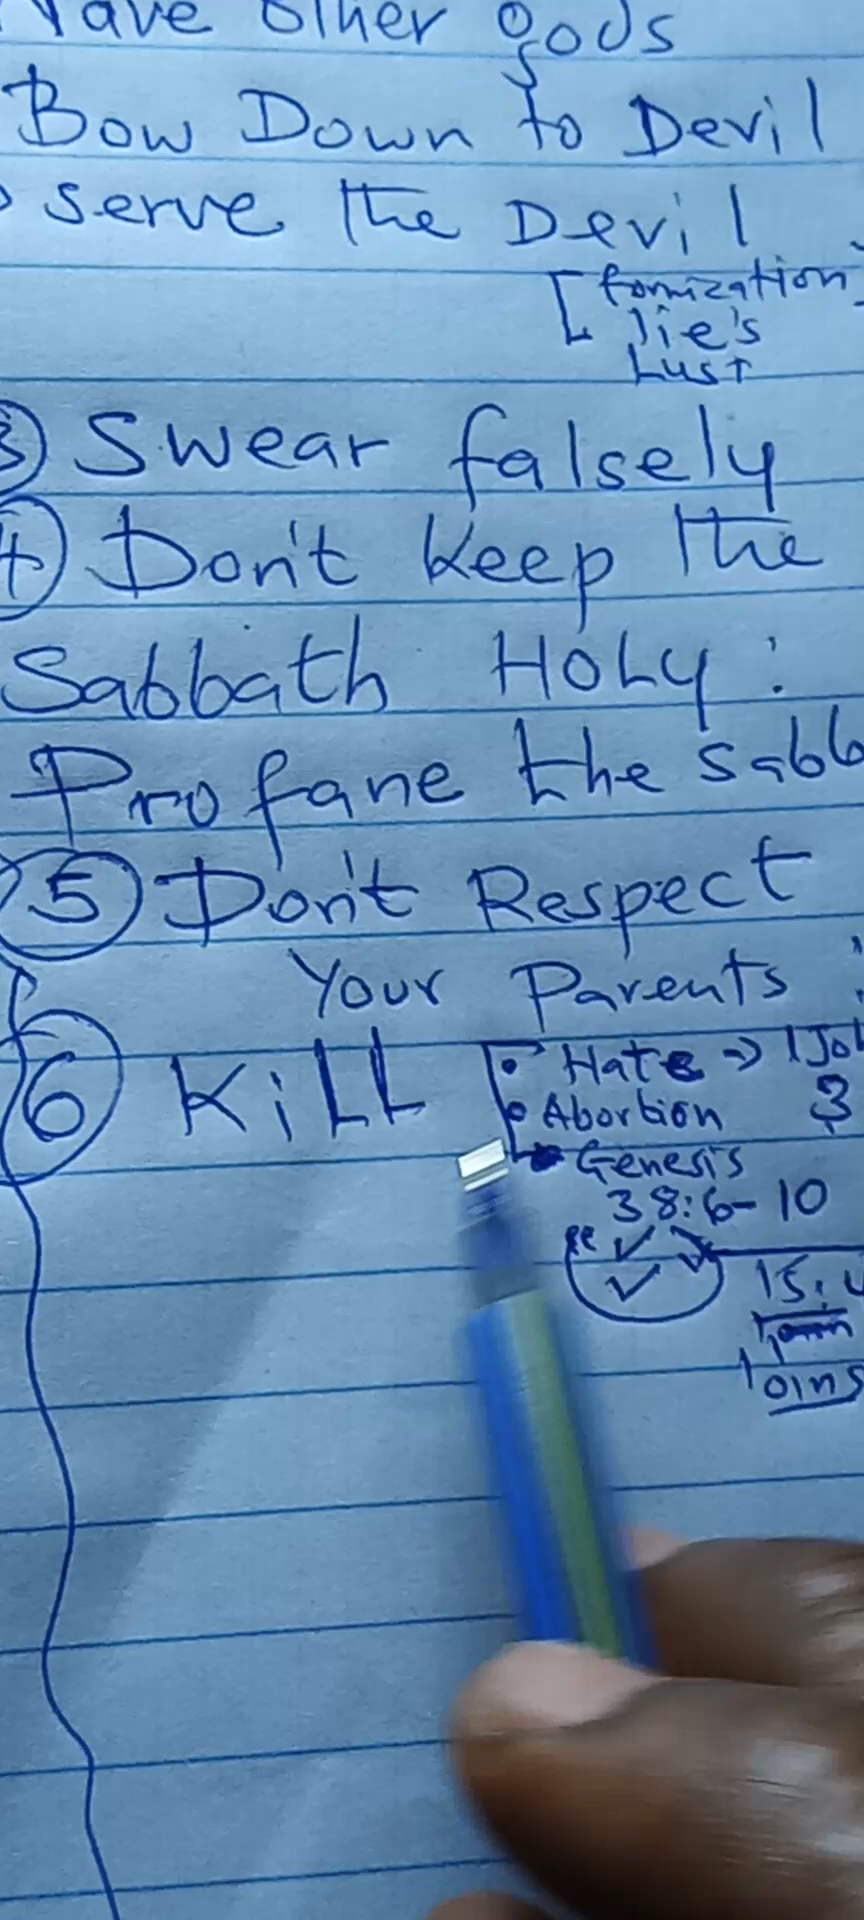 Have other gods
Bow Down to Devil
serve the Devil
[ fornization
lie's
Lust
3 Swear falsely
4 Don't Keep the
Sabbath HOLY :
Profane the Sabb
5 Don't Respect
Your Parents :
6 KiLL [ • Hate => 1 Joh
• Abortion 3
Genesis
38:6-10
15:
loins